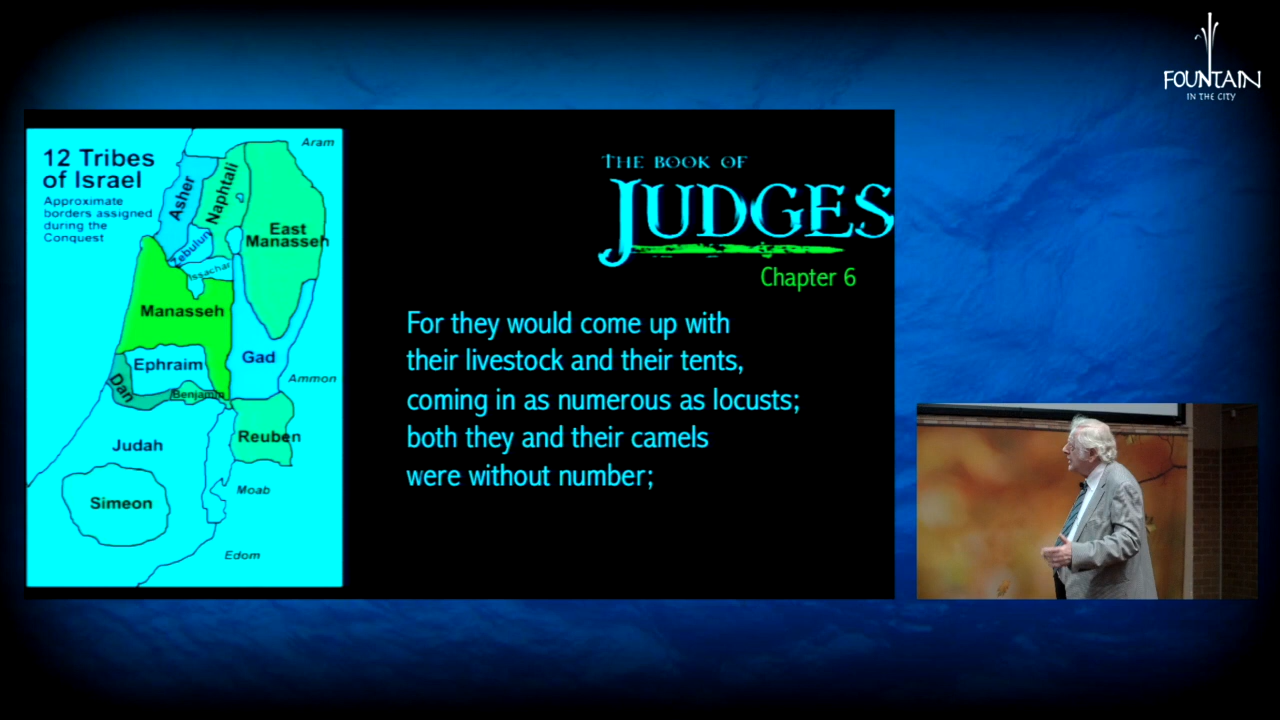 FOUNTAIN
IN THE CITY
12 Tribes
of Israel
Approximate
borders assigned
during the
Conquest
Aram
Asher
Naphtali
Zebulun
Issachar
East
Manasseh
Manasseh
Ephraim
Gad
Dan
Benjamin
Ammon
Judah
Reuben
Simeon
Moab
Edom
THE BOOK OF
JUDGES
Chapter 6
For they would come up with
their livestock and their tents,
coming in as numerous as locusts;
both they and their camels
were without number;